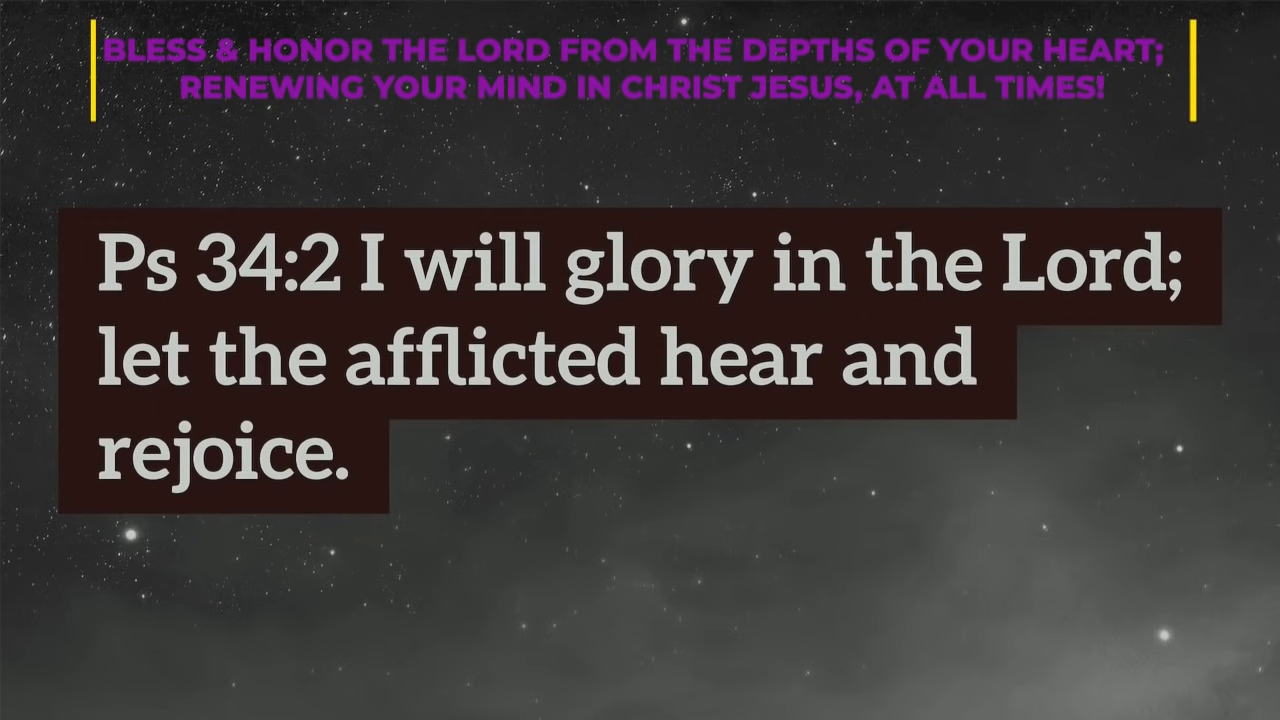 BLESS & HONOR THE LORD FROM THE DEPTHS OF YOUR HEART;
RENEWING YOUR MIND IN CHRIST JESUS, AT ALL TIMES!
Ps 34:2 I will glory in the Lord;
let the afflicted hear and
rejoice.